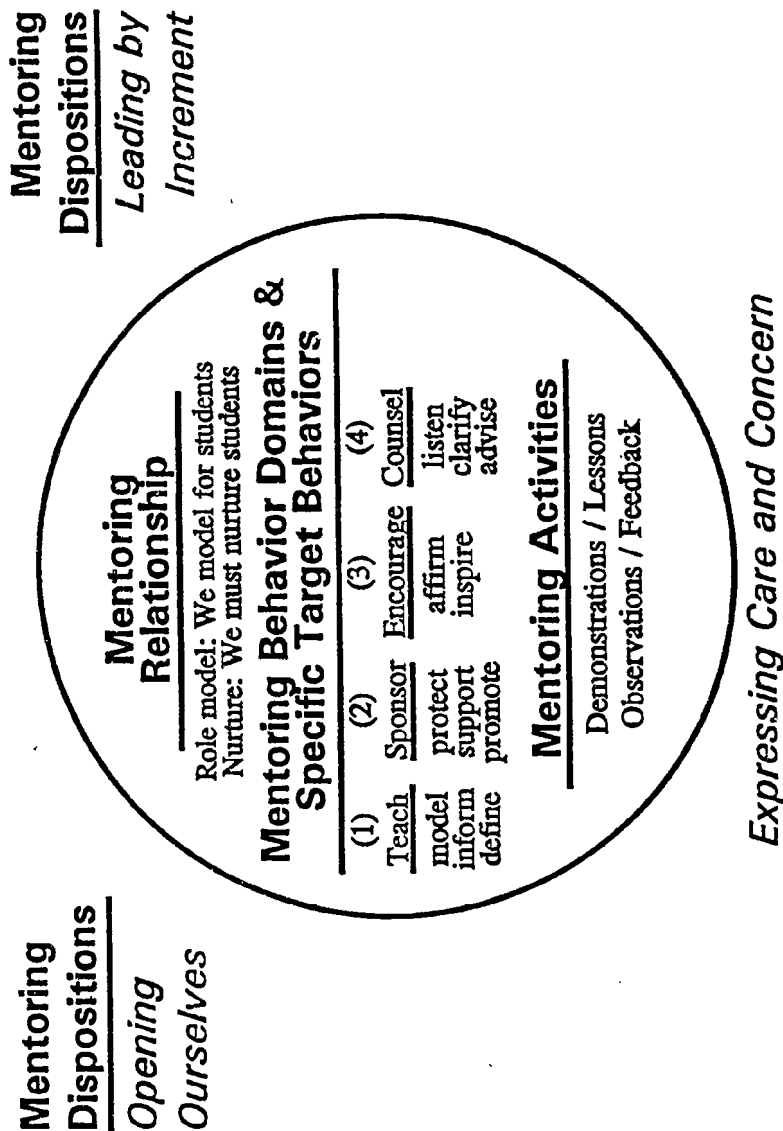 Mentoring
Dispositions
Opening
Ourselves
Mentoring
Dispositions
Leading by
Increment
Mentoring
Relationship
Role model: We model for students
Nurture: We must nurture students
Mentoring Behavior Domains &
Specific Target Behaviors
(1) (2) (3) (4)
Teach Sponsor Encourage Counsel
model protect affirm listen
inform support inspire clarify
define promote advise
Mentoring Activities
Demonstrations / Lessons
Observations / Feedback
Expressing Care and Concern